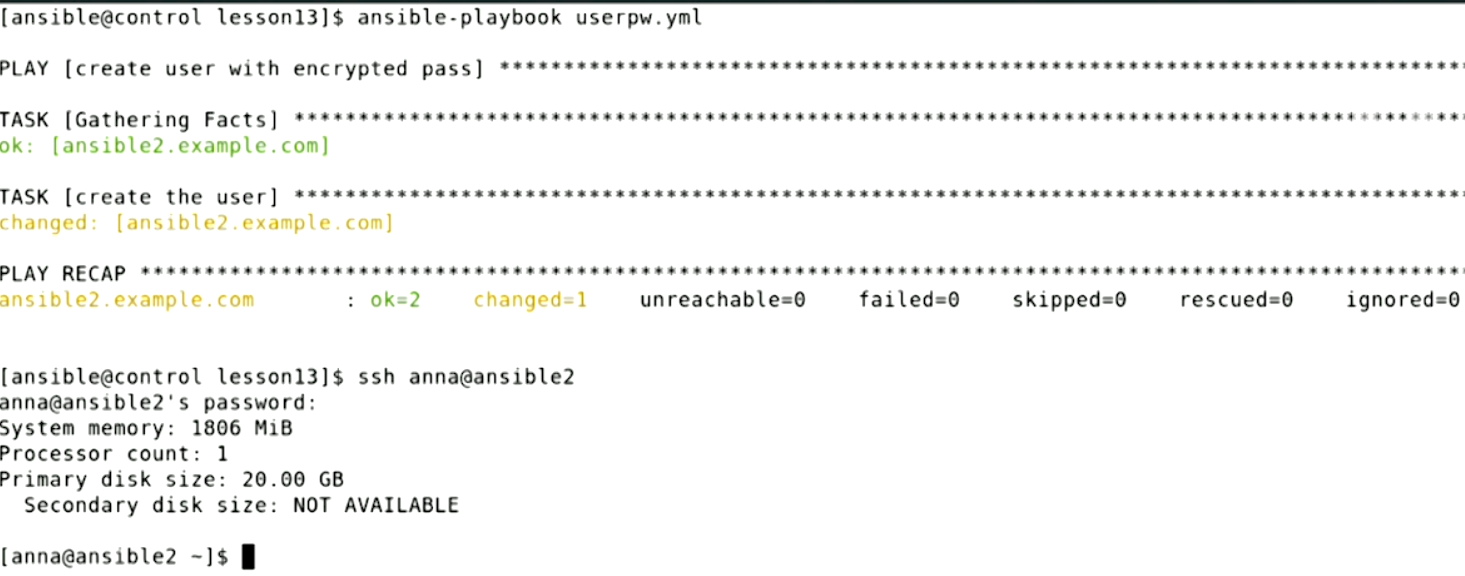 [ansible@control lesson13]$ ansible-playbook userpw.yml
PLAY [create user with encrypted pass] ***************************************************************************
TASK [Gathering Facts] *******************************************************************************************
ok: [ansible2.example.com]
TASK [create the user] *******************************************************************************************
changed: [ansible2.example.com]
PLAY RECAP *******************************************************************************************************
ansible2.example.com       : ok=2    changed=1    unreachable=0    failed=0    skipped=0    rescued=0    ignored=0
[ansible@control lesson13]$ ssh anna@ansible2
anna@ansible2's password:
System memory: 1806 MiB
Processor count: 1
Primary disk size: 20.00 GB
  Secondary disk size: NOT AVAILABLE
[anna@ansible2 ~]$